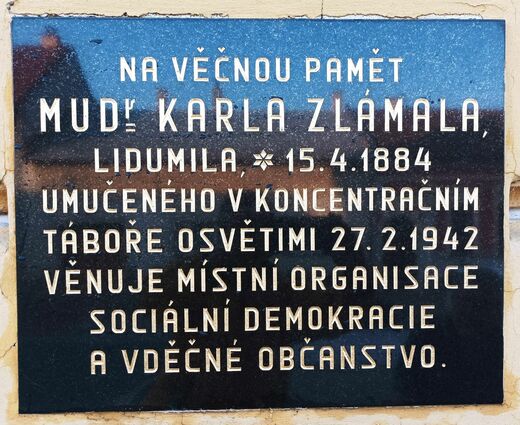 NA VĚČNOU PAMĚT
MUDr KARLA ZLÁMALA,
LIDUMILA, ✲ 15.4.1884
UMUČENÉHO V KONCENTRAČNÍM
TÁBOŘE OSVĚTIMI 27.2.1942
VĚNUJE MÍSTNÍ ORGANISACE
SOCIÁLNÍ DEMOKRACIE
A VDĚČNÉ OBČANSTVO.